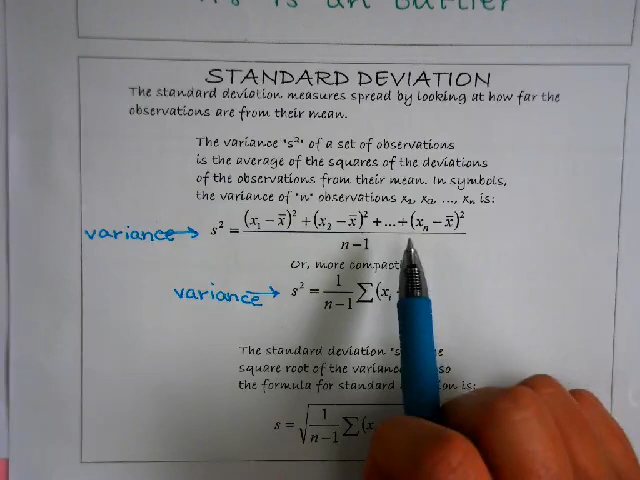 is an outlier
STANDARD DEVIATION
The standard deviation measures spread by looking at how far the
observations are from their mean.
The variance "s²" of a set of observations
is the average of the squares of the deviations
of the observations from their mean. In symbols,
the variance of "n" observations x₁, x₂, ..., xₙ is:
variance → s² = (x₁ − x̄)² + (x₂ − x̄)² + ... + (xₙ − x̄)² / n − 1
Or, more
variance → s² = 1/n−1 ∑ (xᵢ
The standard deviation
square root of the
the formula for standard is:
s = √ 1/n−1 ∑ (x